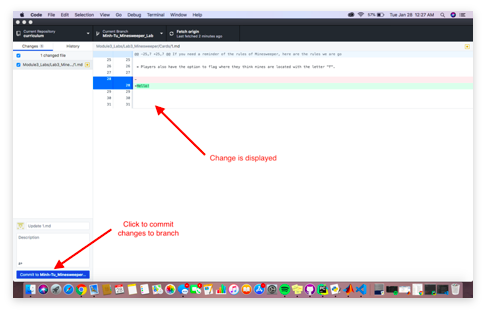 Code File Edit Selection View Go Debug Terminal Window Help
57% Tue Jan 28 12:27 AM
Current Repository
curriculum
Current Branch
Minh-Tu_Minesweeper_Lab
Fetch origin
Last fetched 2 minutes ago
Changes 1 History
Module3_Labs/Lab3_Minesweeper/Cards/1.md
1 changed file
@@ -25,7 +25,7 @@ If you need a reminder of the rules of Minesweeper, here are the rules we are go
Module3_Labs/Lab3_Mine.../1.md
25 25
26 26 + Players also have the option to flag where they think mines are located with the letter "F".
27 27
28
28
29 29
30 30
31 31
Change is displayed
Click to commit
changes to branch
Update 1.md
Description
Commit to Minh-Tu_Minesweeper...